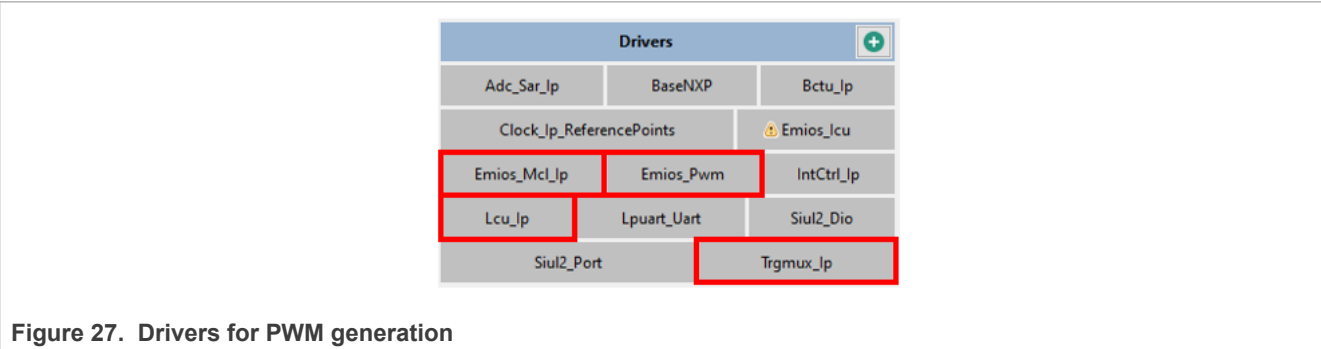 Drivers
Adc_Sar_Ip BaseNXP Bctu_Ip
Clock_Ip_ReferencePoints Emios_Icu
Emios_Mcl_Ip Emios_Pwm IntCtrl_Ip
Lcu_Ip Lpuart_Uart Siul2_Dio
Siul2_Port Trgmux_Ip
Figure 27. Drivers for PWM generation